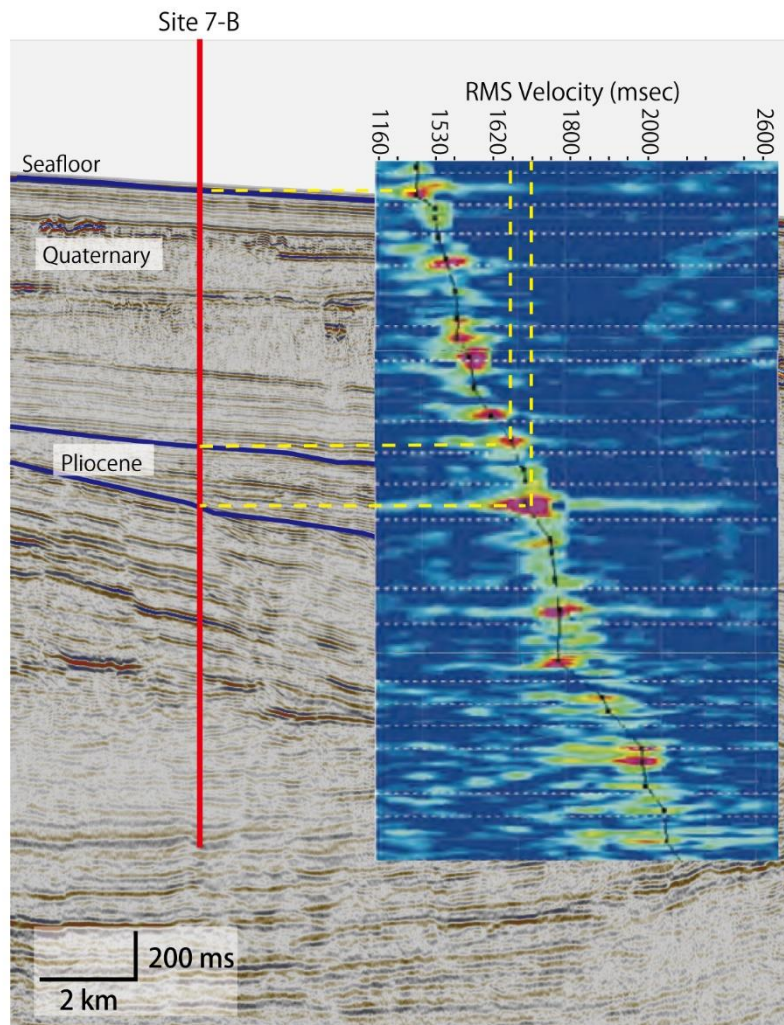 Site 7-B
RMS Velocity (msec)
1160
1530
1620
1800
2000
2600
Seafloor
Quaternary
Pliocene
200 ms
2 km